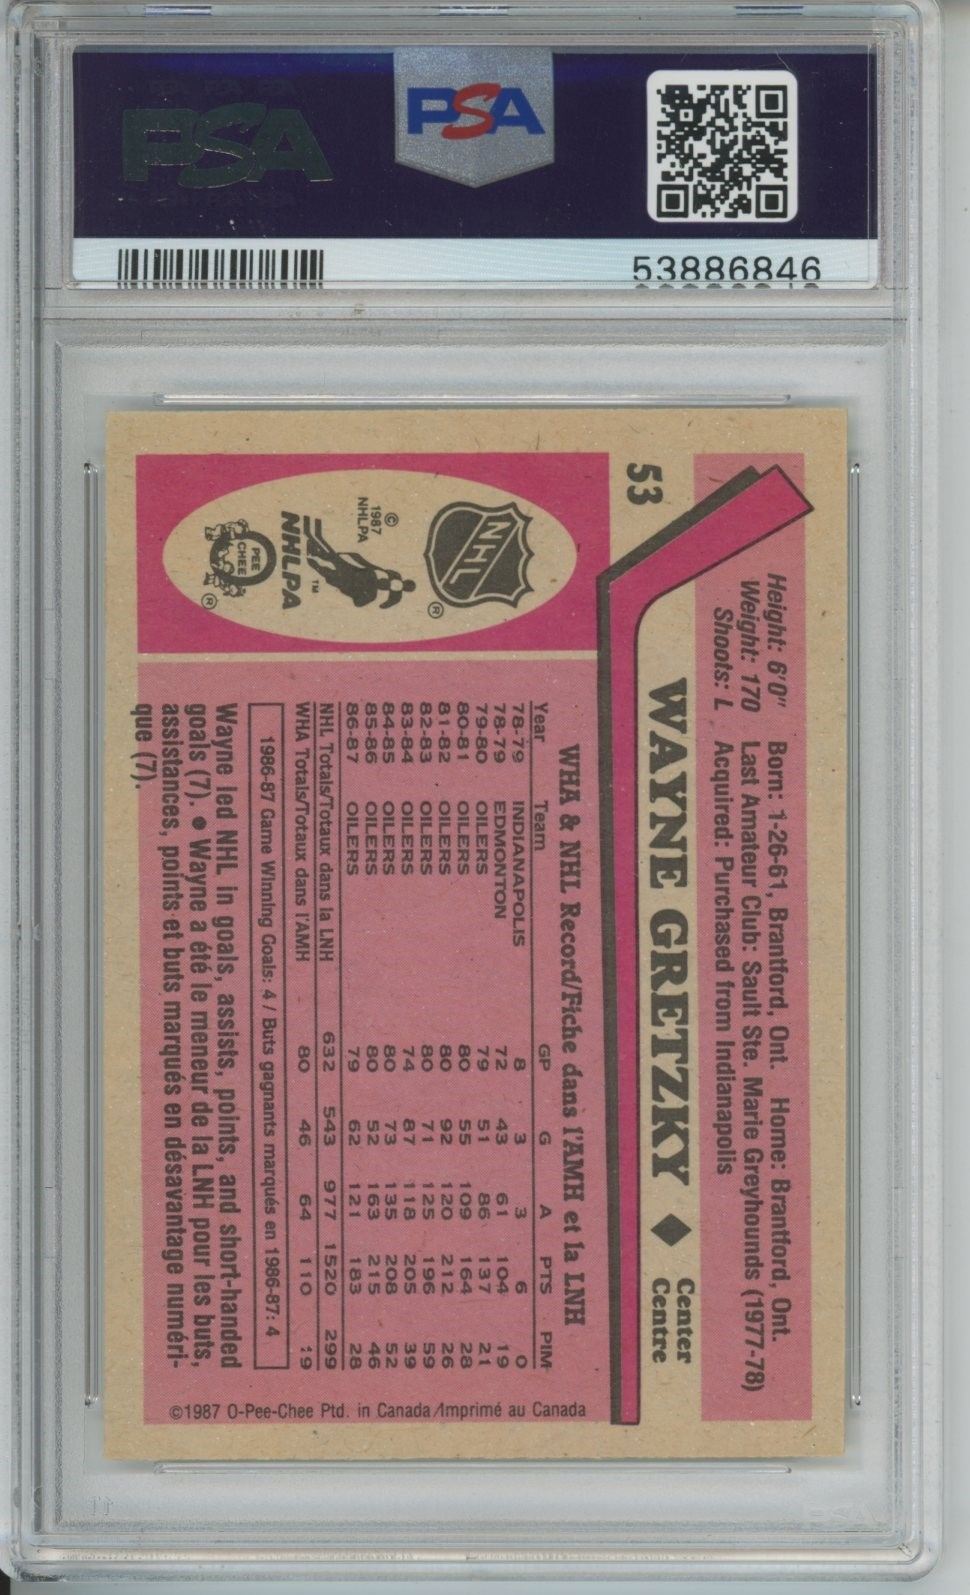 PSA
PSA
53886846
53
Height: 6'0" Born: 1-26-61, Brantford, Ont. Home: Brantford, Ont.
Weight: 170 Last Amateur Club: Sault Ste. Marie Greyhounds (1977-78)
Shoots: L Acquired: Purchased from Indianapolis
WAYNE GRETZKY ♦ Center
Centre
NHL
®
© 1987
NHLPA
NHLPA
™
O
PEE
CHEE
®
WHA & NHL Record/Fiche dans l'AMH et la LNH
Year Team GP G A PTS PIM
78-79 INDIANAPOLIS 8 3 3 6 0
78-79 EDMONTON 72 43 61 104 19
79-80 OILERS 79 51 86 137 21
80-81 OILERS 80 55 109 164 28
81-82 OILERS 80 92 120 212 26
82-83 OILERS 80 71 125 196 59
83-84 OILERS 74 87 118 205 39
84-85 OILERS 80 73 135 208 52
85-86 OILERS 80 52 163 215 46
86-87 OILERS 79 62 121 183 28
NHL Totals/Totaux dans la LNH 632 543 977 1520 299
WHA Totals/Totaux dans l'AMH 80 46 64 110 19
1986-87 Game Winning Goals: 4 / Buts gagnants marqués en 1986-87: 4
Wayne led NHL in goals, assists, points, and short-handed
goals (7). ● Wayne a été le meneur de la LNH pour les buts,
assistances, points et buts marqués en désavantage numéri-
que (7).
©1987 O-Pee-Chee Ptd. in Canada/Imprimé au Canada